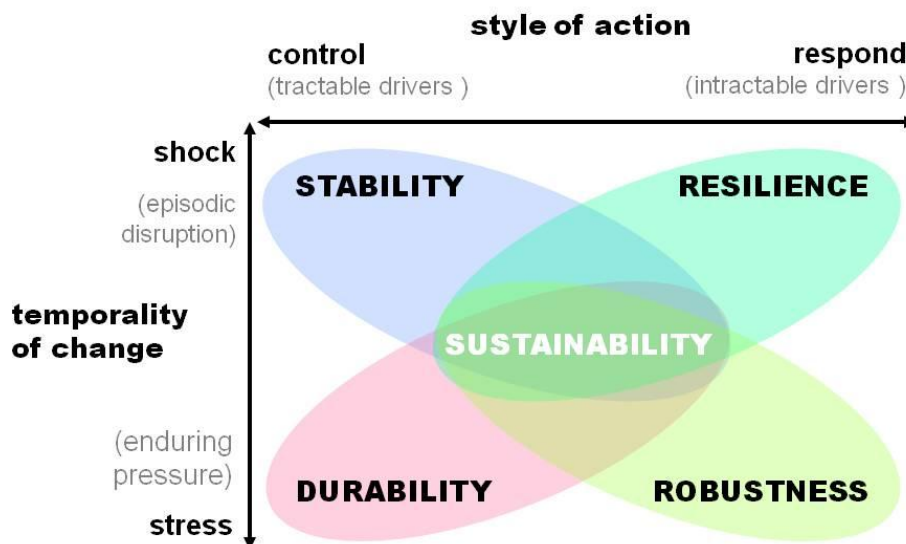 style of action
control
(tractable drivers )
respond
(intractable drivers )
shock
(episodic
disruption)
STABILITY
RESILIENCE
temporality
of change
SUSTAINABILITY
(enduring
pressure)
stress
DURABILITY
ROBUSTNESS